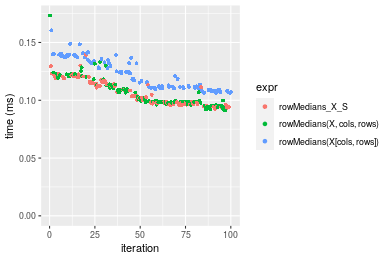 0.15
0.10
0.05
0.00
time (ms)
0
25
50
75
100
iteration
expr
rowMedians_X_S
rowMedians(X, cols, rows)
rowMedians(X[cols, rows])